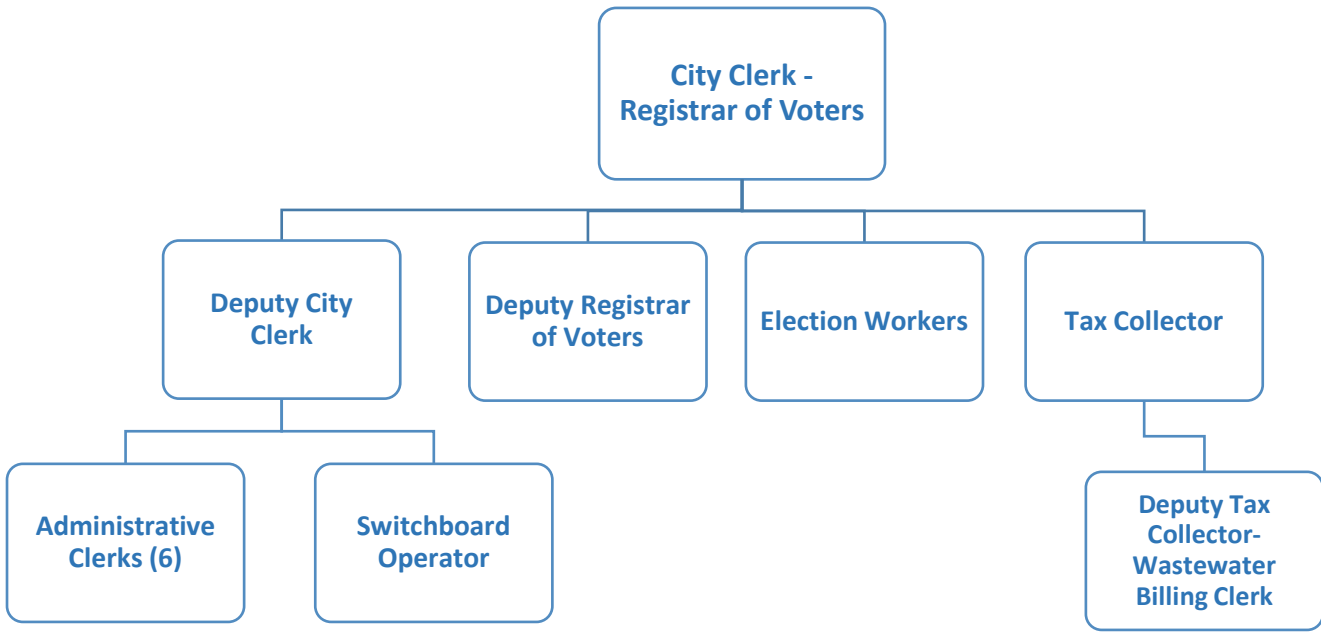 City Clerk -
Registrar of Voters
Deputy City
Clerk
Deputy Registrar
of Voters
Election Workers
Tax Collector
Administrative
Clerks (6)
Switchboard
Operator
Deputy Tax
Collector-
Wastewater
Billing Clerk